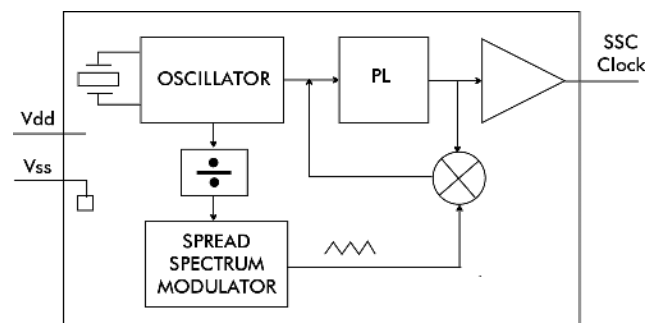 SSC
Clock
OSCILLATOR
PL
Vdd
Vss
÷
SPREAD
SPECTRUM
MODULATOR